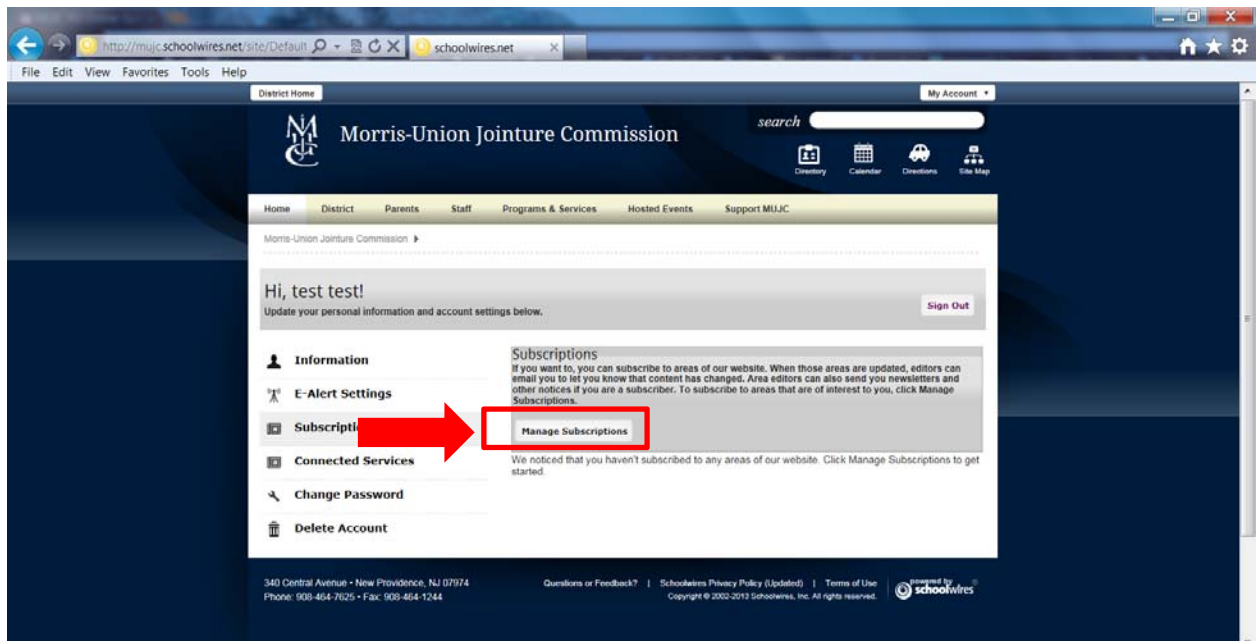 http://mujc.schoolwires.net/site/Default
schoolwires.net
File Edit View Favorites Tools Help
District Home
My Account
MUJC
Morris-Union Jointure Commission
search
Directory Calendar Directions Site Map
Home District Parents Staff Programs & Services Hosted Events Support MUJC
Morris-Union Jointure Commission
Hi, test test!
Update your personal information and account settings below.
Sign Out
Information
E-Alert Settings
Connected Services
Change Password
Delete Account
Subscriptions
If you want to, you can subscribe to areas of our website. When those areas are updated, editors can
email you to let you know that content has changed. Area editors can also send you newsletters and
other notices if you are a subscriber. To subscribe to areas that are of interest to you, click Manage
Subscriptions.
Manage Subscriptions
We noticed that you haven't subscribed to any areas of our website. Click Manage Subscriptions to get
started.
340 Central Avenue • New Providence, NJ 07974
Phone: 908-464-7625 • Fax: 908-464-1244
Questions or Feedback? | Schoolwires Privacy Policy (Updated) | Terms of Use
Copyright © 2002-2013 Schoolwires, Inc. All rights reserved.
powered by
schoolwires